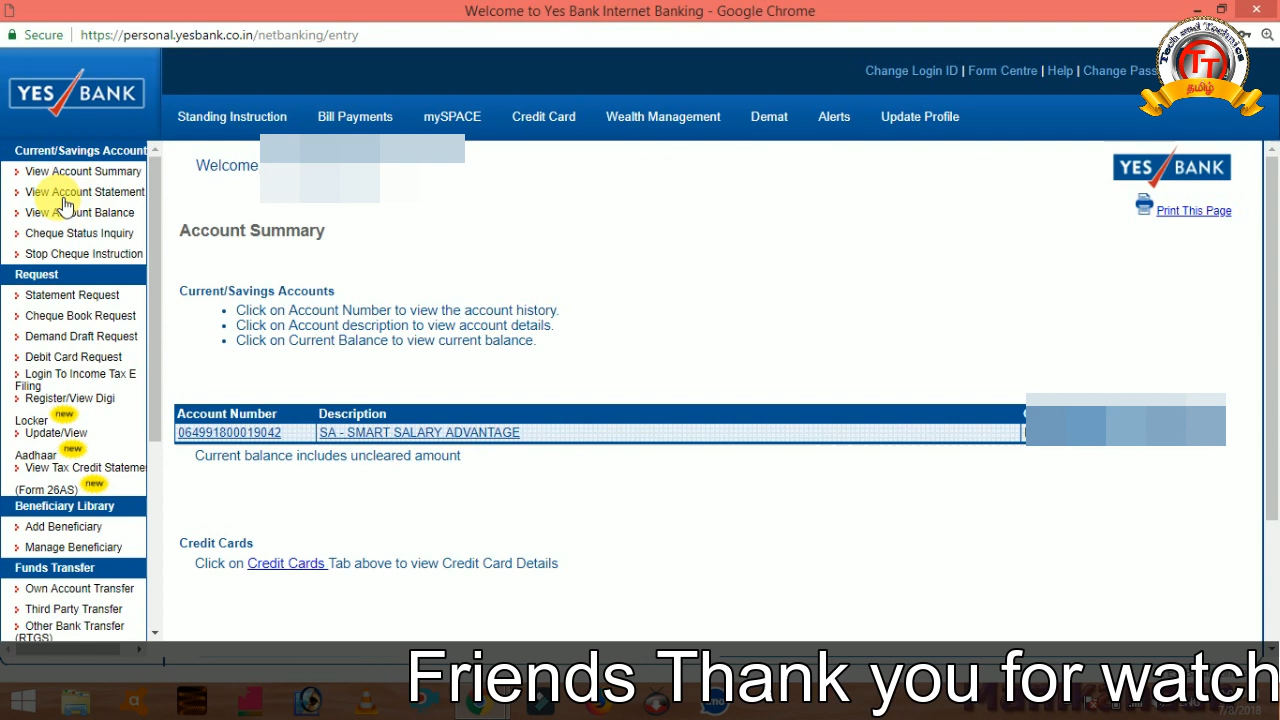 Welcome to Yes Bank Internet Banking - Google Chrome
Secure https://personal.yesbank.co.in/netbanking/entry
Tech and Technics
TT
தமிழ்
YES BANK
Change Login ID | Form Centre | Help | Change Pass
Standing Instruction Bill Payments mySPACE Credit Card Wealth Management Demat Alerts Update Profile
Current/Savings Account
View Account Summary
View Account Statement
View Account Balance
Cheque Status Inquiry
Stop Cheque Instruction
Request
Statement Request
Cheque Book Request
Demand Draft Request
Debit Card Request
Login To Income Tax E
Filing
Register/View Digi
Locker new
Update/View
Aadhaar new
View Tax Credit Stateme
(Form 26AS) new
Beneficiary Library
Add Beneficiary
Manage Beneficiary
Funds Transfer
Own Account Transfer
Third Party Transfer
Other Bank Transfer
(RTGS)
Welcome
YES BANK
Print This Page
Account Summary
Current/Savings Accounts
• Click on Account Number to view the account history.
• Click on Account description to view account details.
• Click on Current Balance to view current balance.
Account Number Description
064991800019042 SA - SMART SALARY ADVANTAGE
Current balance includes uncleared amount
Credit Cards
Click on Credit Cards Tab above to view Credit Card Details
Friends Thank you for watch
7/8/2018